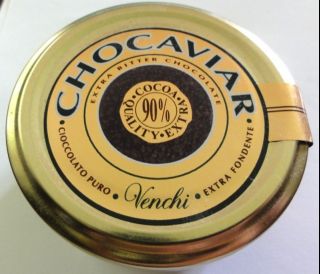 CHOCAVIAR
EXTRA BITTER CHOCOLATE
COCOA
90%
QUALITY • EXTRA
• CIOCCOLATO PURO • Venchi • EXTRA FONDENTE •